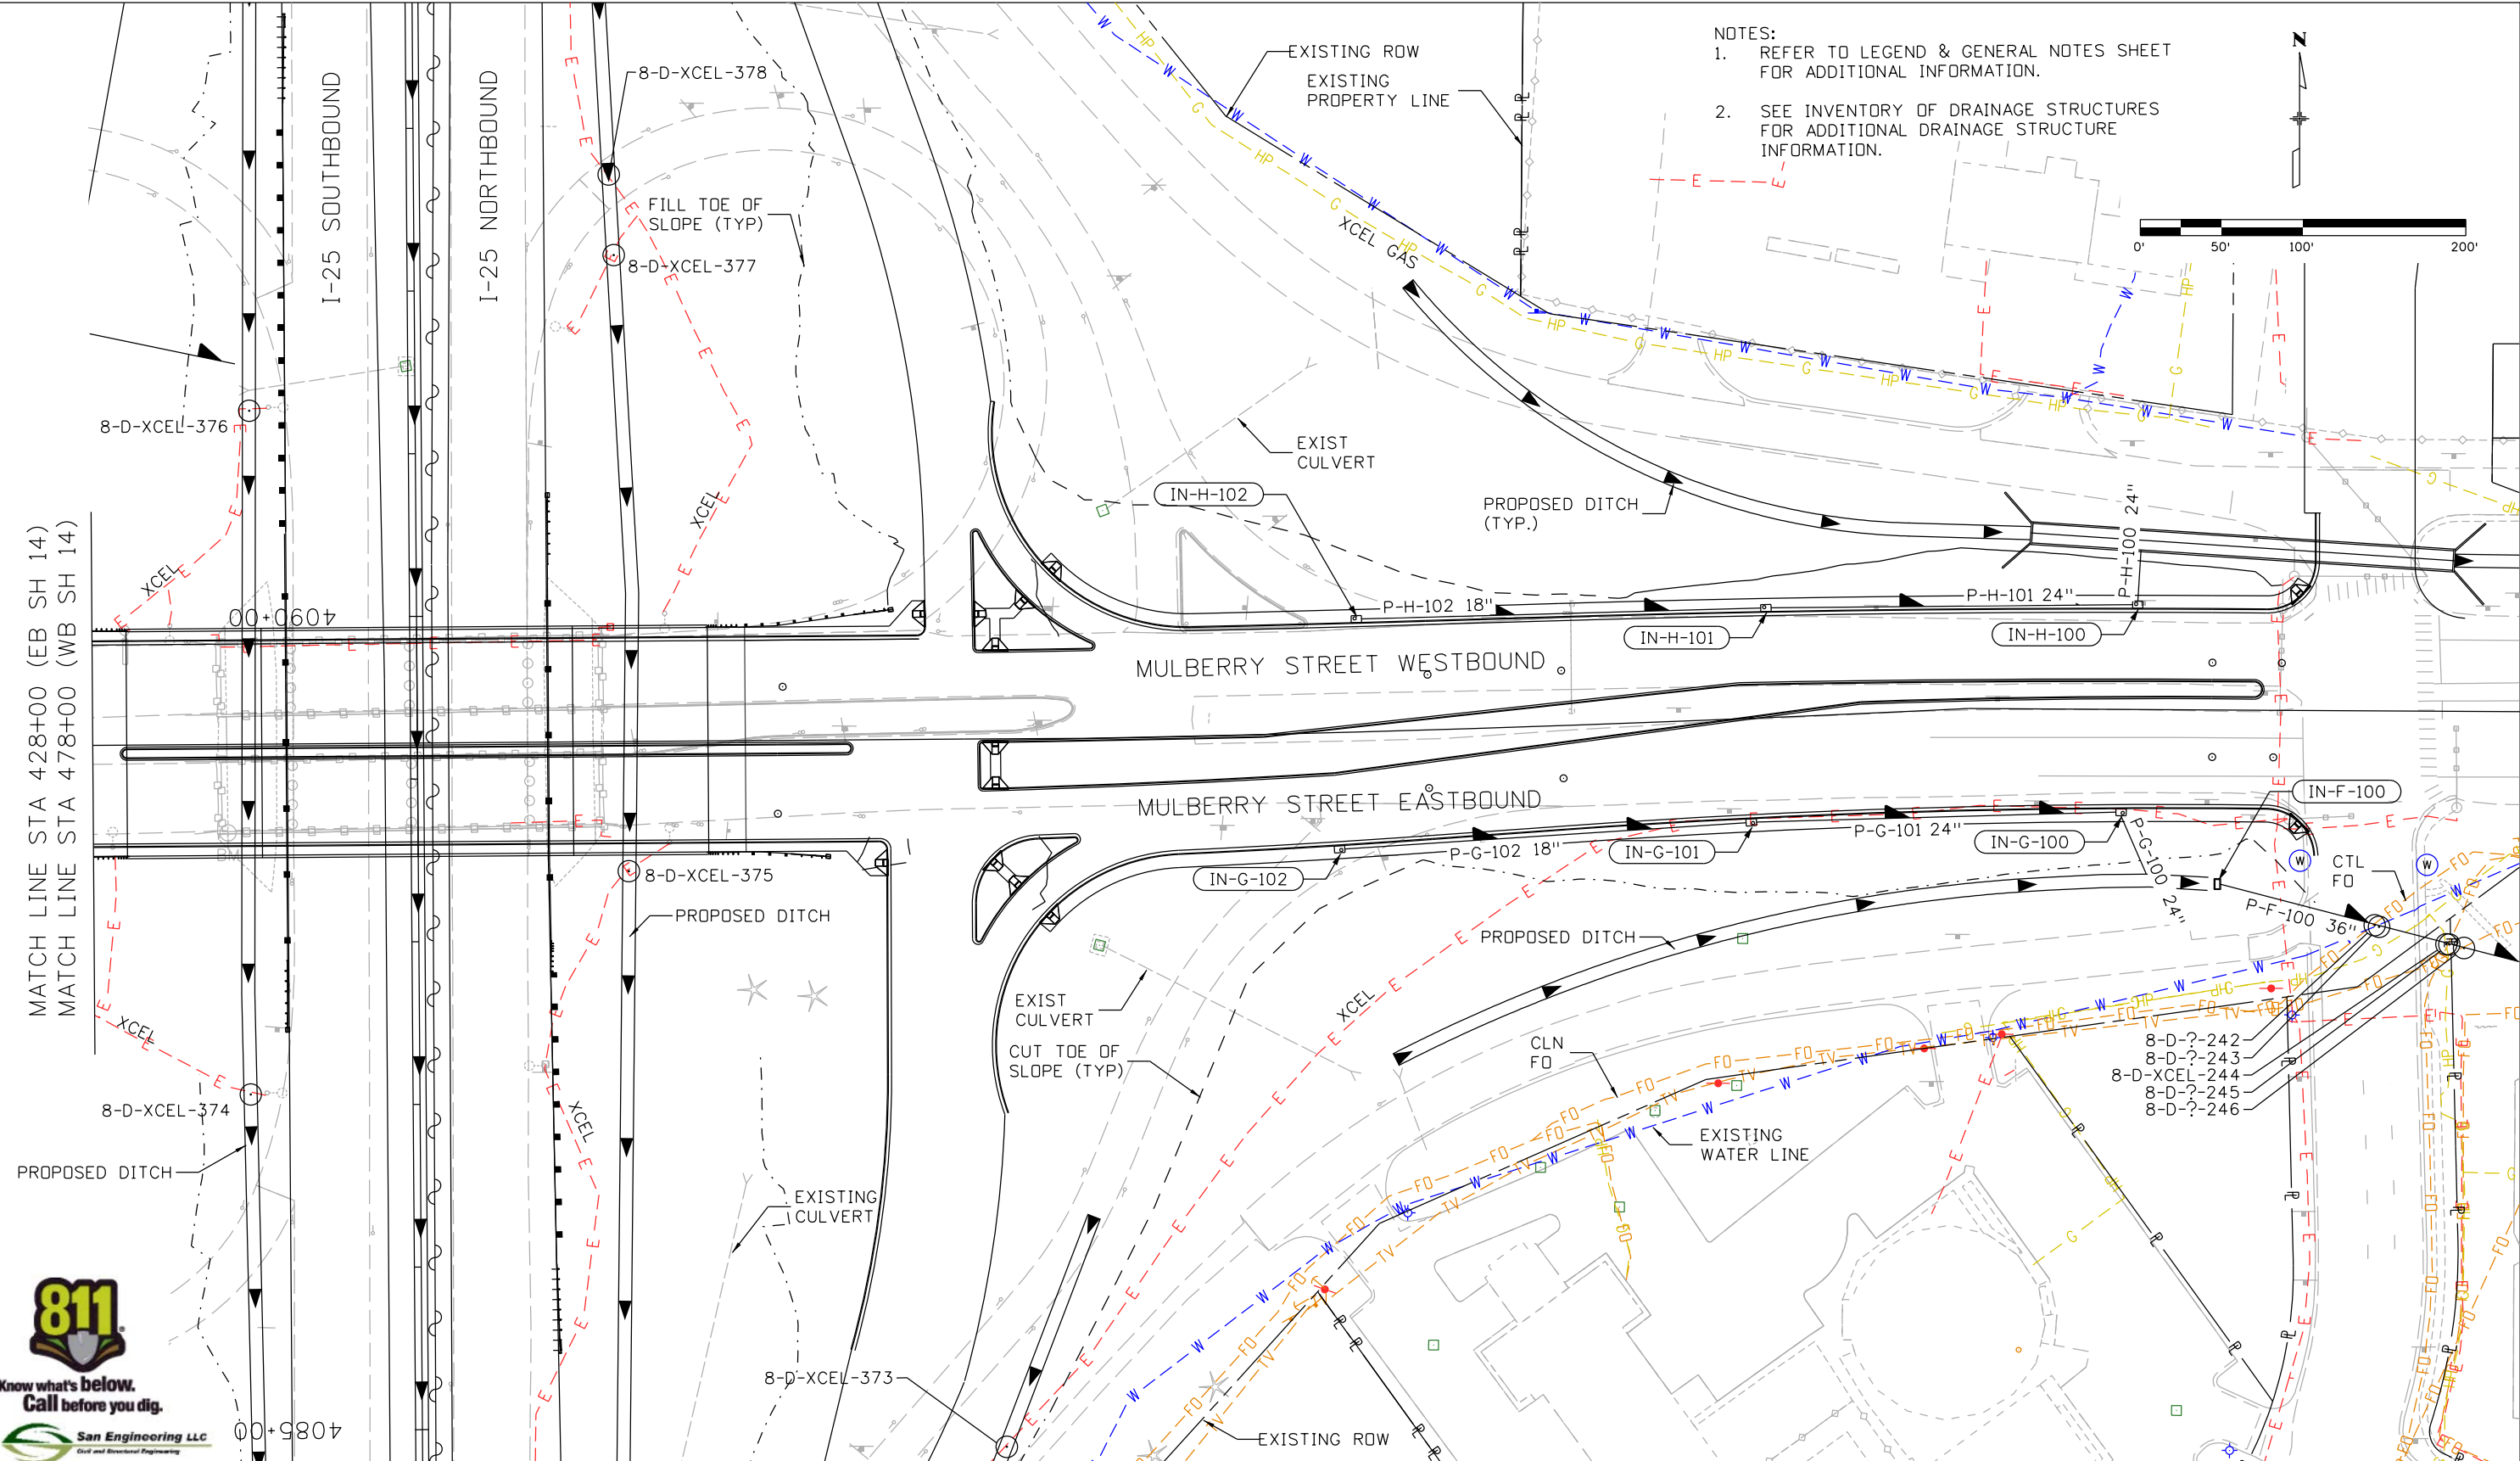 NOTES:
1. REFER TO LEGEND & GENERAL NOTES SHEET
FOR ADDITIONAL INFORMATION.
2. SEE INVENTORY OF DRAINAGE STRUCTURES
FOR ADDITIONAL DRAINAGE STRUCTURE
INFORMATION.
N
0' 50' 100' 200'
I-25 SOUTHBOUND
I-25 NORTHBOUND
8-D-XCEL-378
EXISTING ROW
EXISTING
PROPERTY LINE
FILL TOE OF
SLOPE (TYP)
8-D-XCEL-377
XCEL GAS
8-D-XCEL-376
EXIST
CULVERT
IN-H-102
PROPOSED DITCH
(TYP.)
P-H-100 24"
XCEL
XCEL
4090+00
P-H-102 18"
P-H-101 24"
IN-H-101
IN-H-100
MATCH LINE STA 428+00 (EB SH 14)
MATCH LINE STA 478+00 (WB SH 14)
MULBERRY STREET WESTBOUND
MULBERRY STREET EASTBOUND
IN-F-100
P-G-102 18"
P-G-101 24"
IN-G-102
IN-G-101
IN-G-100
P-G-100 24"
CTL
FO
8-D-XCEL-375
PROPOSED DITCH
PROPOSED DITCH
P-F-100 36"
EXIST
CULVERT
XCEL
XCEL
CUT TOE OF
SLOPE (TYP)
CLN
FO
8-D-?-242
8-D-?-243
8-D-XCEL-244
8-D-?-245
8-D-?-246
8-D-XCEL-374
XCEL
EXISTING
WATER LINE
PROPOSED DITCH
EXISTING
CULVERT
8-D-XCEL-373
EXISTING ROW
4085+00
811
Know what's below.
Call before you dig.
San Engineering LLC
Civil and Structural Engineering